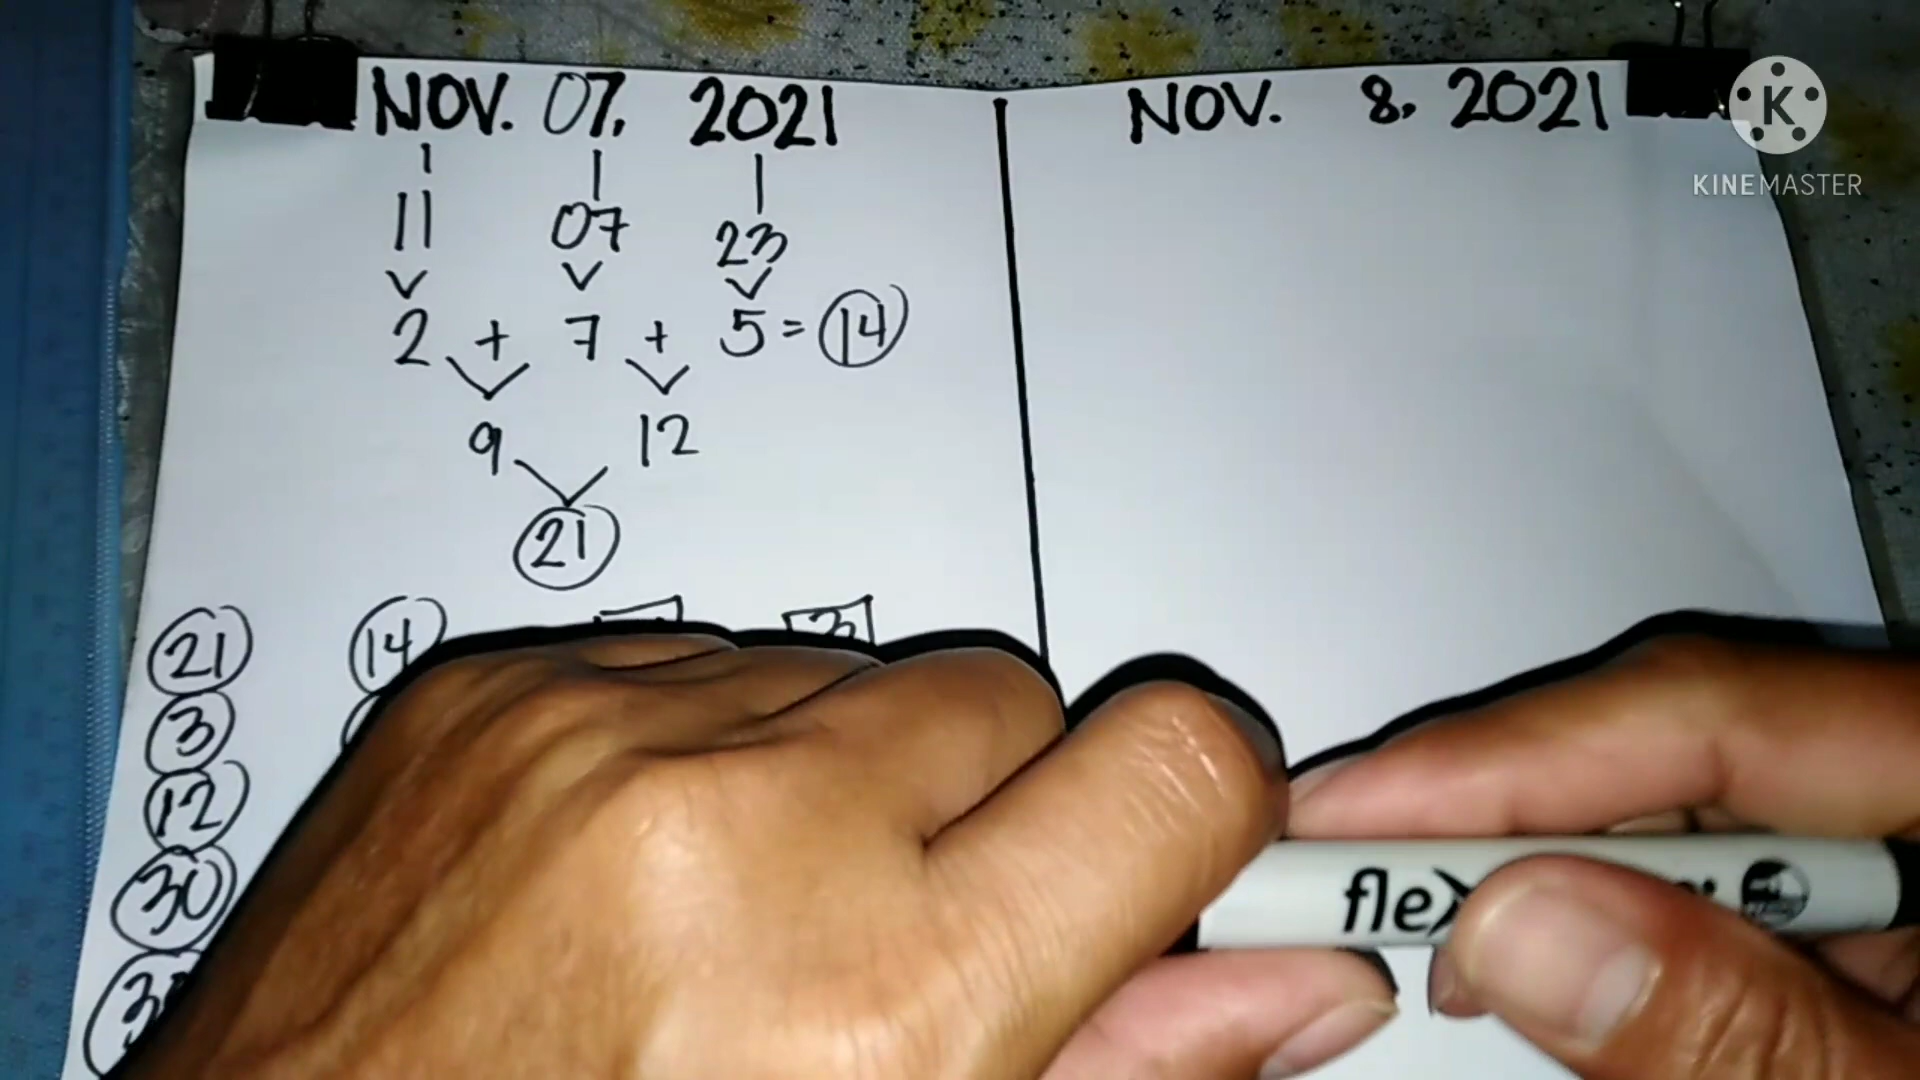 NOV. 07, 2021
11 07 23
2 + 7 + 5 = 14
9 12
21
21 14
3
12
30
NOV. 8, 2021
KINEMASTER